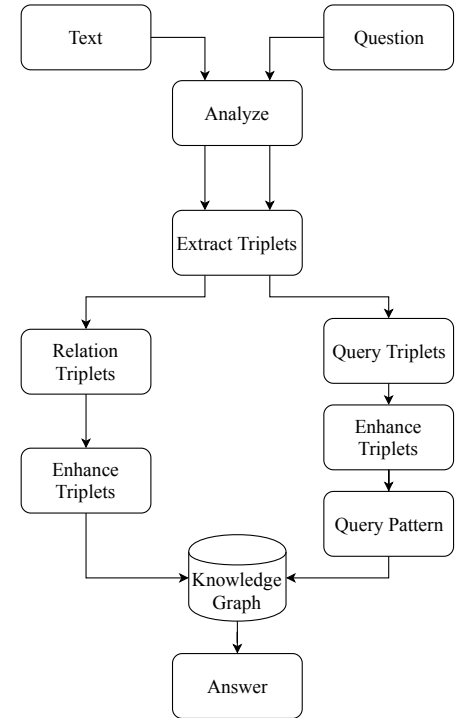 Text
Question
Analyze
Extract Triplets
Relation
Triplets
Query Triplets
Enhance
Triplets
Enhance
Triplets
Query Pattern
Knowledge
Graph
Answer